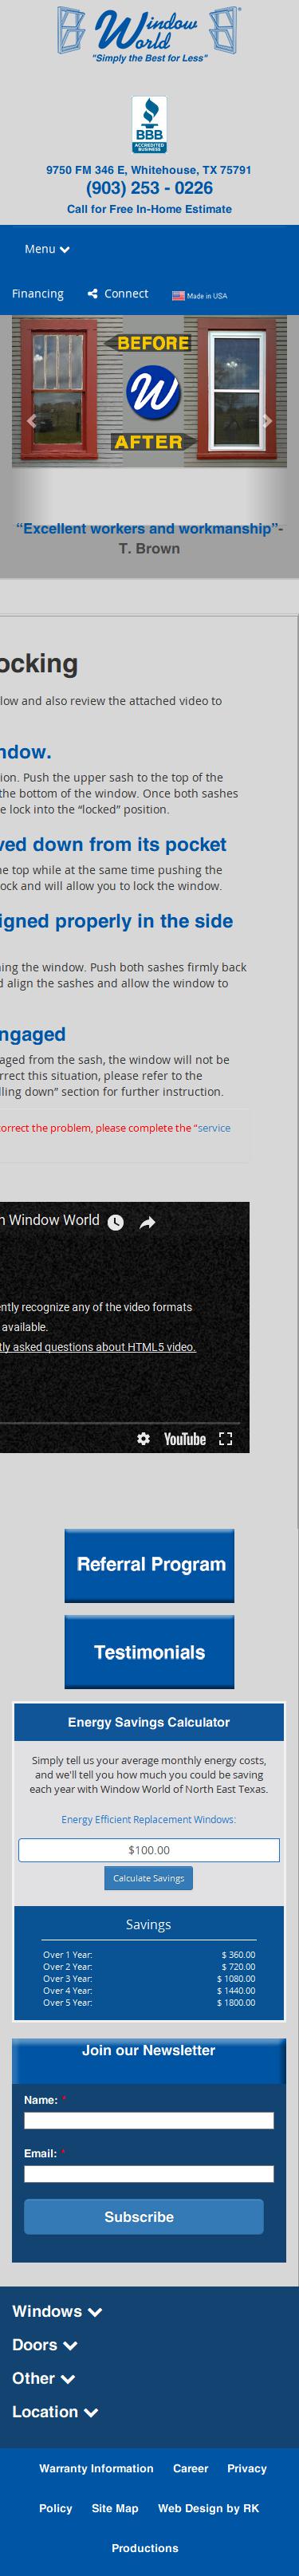 Window World®
"Simply the Best for Less"
BBB
ACCREDITED
BUSINESS
9750 FM 346 E, Whitehouse, TX 75791
(903) 253 - 0226
Call for Free In-Home Estimate
Menu
Financing Connect Made in USA
BEFORE
W
AFTER
“Excellent workers and workmanship”-
T. Brown
ocking
low and also review the attached video to
ndow.
ion. Push the upper sash to the top of the
the bottom of the window. Once both sashes
e lock into the “locked” position.
ved down from its pocket
he top while at the same time pushing the
ock and will allow you to lock the window.
igned properly in the side
ning the window. Push both sashes firmly back
d align the sashes and allow the window to
ngaged
aged from the sash, the window will not be
rrect this situation, please refer to the
lling down” section for further instruction.
orrect the problem, please complete the “service
n Window World
ently recognize any of the video formats
available.
tly asked questions about HTML5 video.
YouTube
Referral Program
Testimonials
Energy Savings Calculator
Simply tell us your average monthly energy costs,
and we'll tell you how much you could be saving
each year with Window World of North East Texas.
Energy Efficient Replacement Windows:
$100.00
Calculate Savings
Savings
Over 1 Year: $ 360.00
Over 2 Year: $ 720.00
Over 3 Year: $ 1080.00
Over 4 Year: $ 1440.00
Over 5 Year: $ 1800.00
Join our Newsletter
Name: *
Email: *
Subscribe
Windows
Doors
Other
Location
Warranty Information Career Privacy
Policy Site Map Web Design by RK
Productions